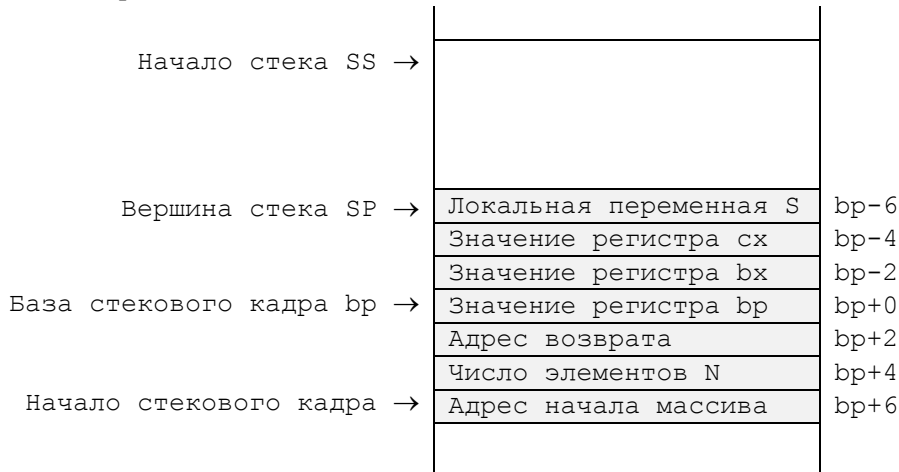 Начало стека SS →
Вершина стека SP → Локальная переменная S bp-6
Значение регистра cx bp-4
Значение регистра bx bp-2
База стекового кадра bp → Значение регистра bp bp+0
Адрес возврата bp+2
Число элементов N bp+4
Начало стекового кадра → Адрес начала массива bp+6